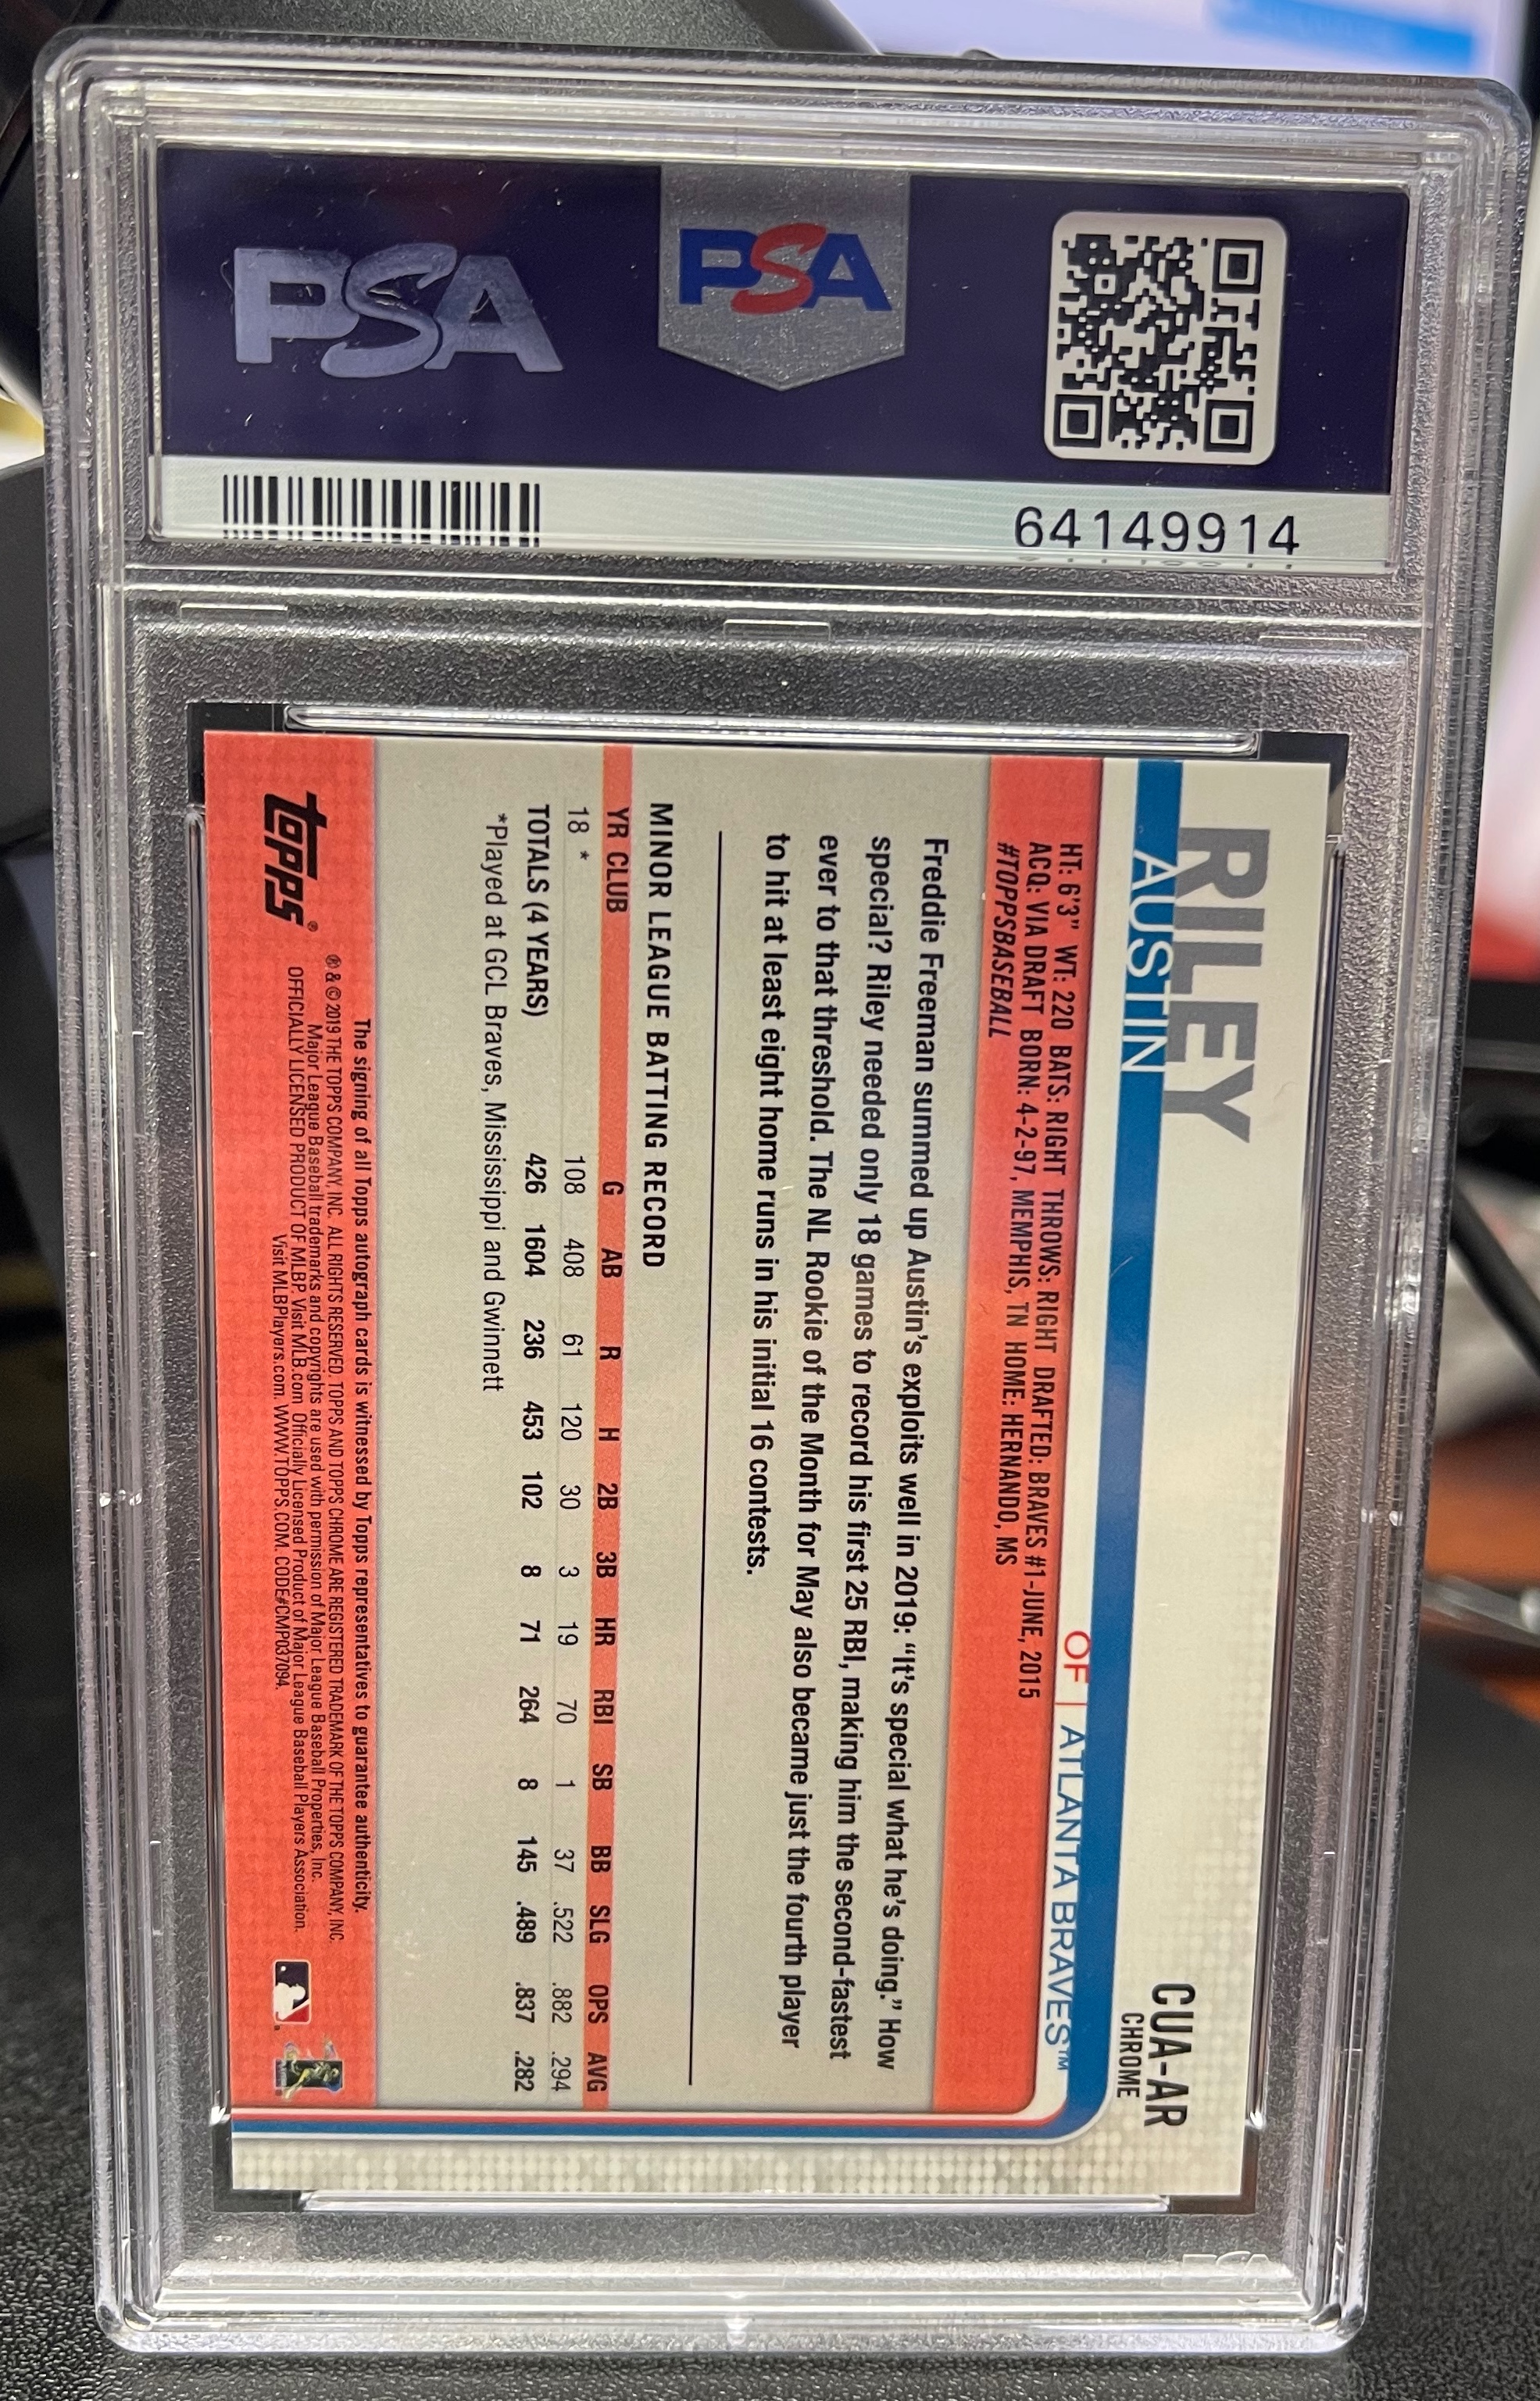 PSA
PSA
64149914
RILEY
AUSTIN
CUA-AR
CHROME
OF | ATLANTA BRAVES™
HT: 6'3" WT: 220 BATS: RIGHT THROWS: RIGHT DRAFTED: BRAVES #1-JUNE, 2015
ACQ: VIA DRAFT BORN: 4-2-97, MEMPHIS, TN HOME: HERNANDO, MS
#TOPPSBASEBALL
Freddie Freeman summed up Austin's exploits well in 2019: “It's special what he's doing.” How
special? Riley needed only 18 games to record his first 25 RBI, making him the second-fastest
ever to that threshold. The NL Rookie of the Month for May also became just the fourth player
to hit at least eight home runs in his initial 16 contests.
MINOR LEAGUE BATTING RECORD
YR CLUB G AB R H 2B 3B HR RBI SB BB SLG OPS AVG
18 * 108 408 61 120 30 3 19 70 1 37 .522 .882 .294
TOTALS (4 YEARS) 426 1604 236 453 102 8 71 264 8 145 .489 .837 .282
*Played at GCL Braves, Mississippi and Gwinnett
The signing of all Topps autograph cards is witnessed by Topps representatives to guarantee authenticity.
topps®
® & © 2019 THE TOPPS COMPANY, INC. ALL RIGHTS RESERVED. TOPPS AND TOPPS CHROME ARE REGISTERED TRADEMARK OF THE TOPPS COMPANY, INC.
Major League Baseball trademarks and copyrights are used with permission of Major League Baseball Properties, Inc.
OFFICIALLY LICENSED PRODUCT OF MLBP. Visit MLB.com. Officially Licensed Product of Major League Baseball Players Association.
Visit MLBPlayers.com. WWW.TOPPS.COM. CODE#CMP037094.
PSA